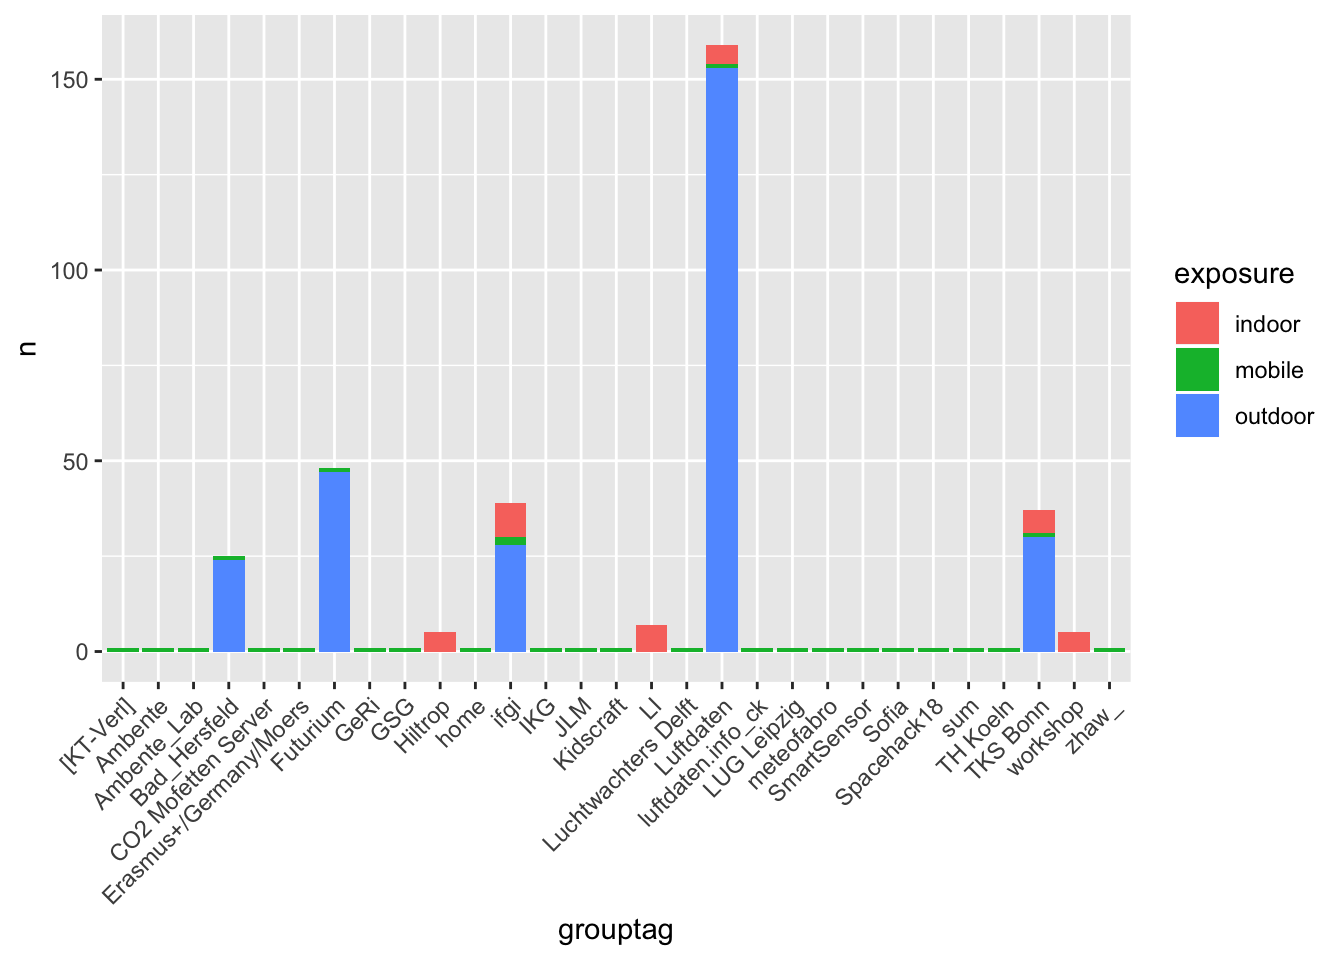 150
100
50
0
n
[KT-Verl]
Ambente
Ambente_Lab
Bad_Hersfeld
CO2 Mofetten Server
Erasmus+/Germany/Moers
Futurium
GeRi
GSG
Hiltrop
home
ifgi
IKG
JLM
Kidscraft
LI
Luchtwachters Delft
Luftdaten
luftdaten.info_ck
LUG Leipzig
meteofabro
SmartSensor
Sofia
Spacehack18
sum
TH Koeln
TKS Bonn
workshop
zhaw_
grouptag
exposure
indoor
mobile
outdoor